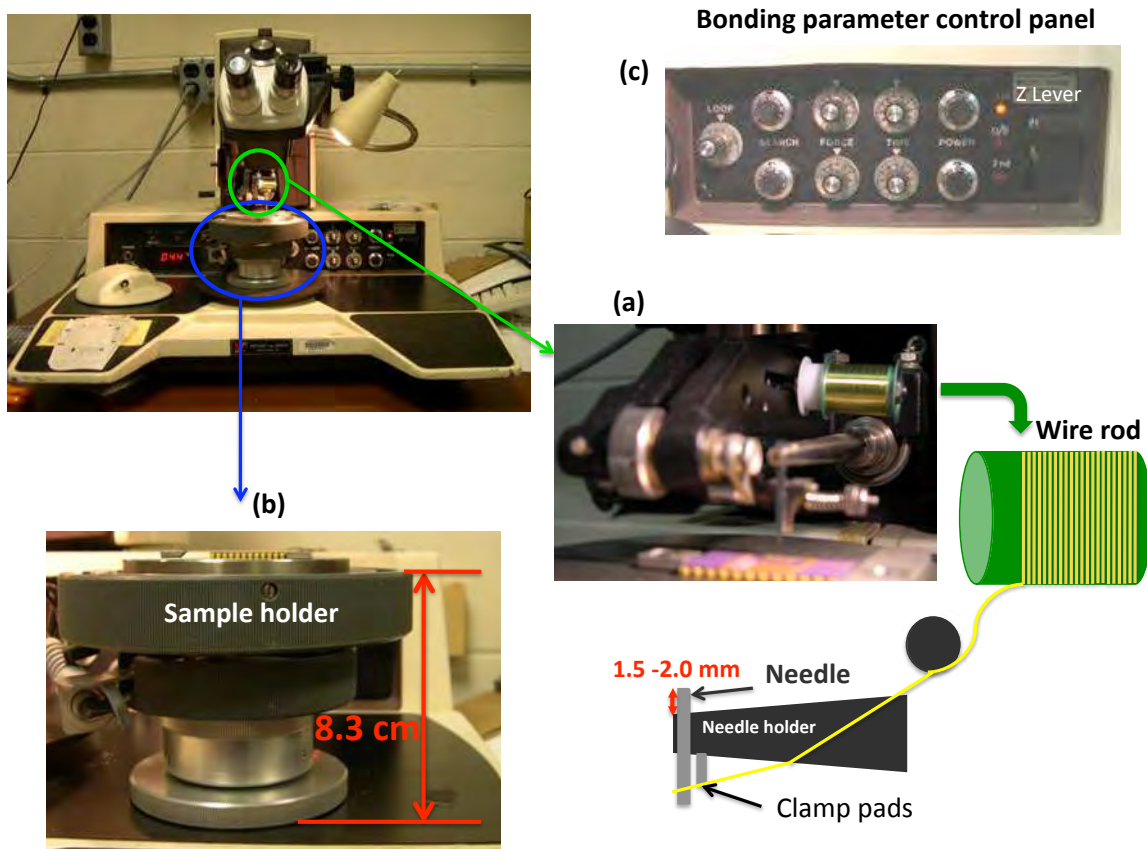 Bonding parameter control panel
(c)
Z Lever
LOOP
SEARCH FORCE TIME POWER
2nd
(a)
Wire rod
(b)
Sample holder
8.3 cm
1.5 -2.0 mm
Needle
Needle holder
Clamp pads